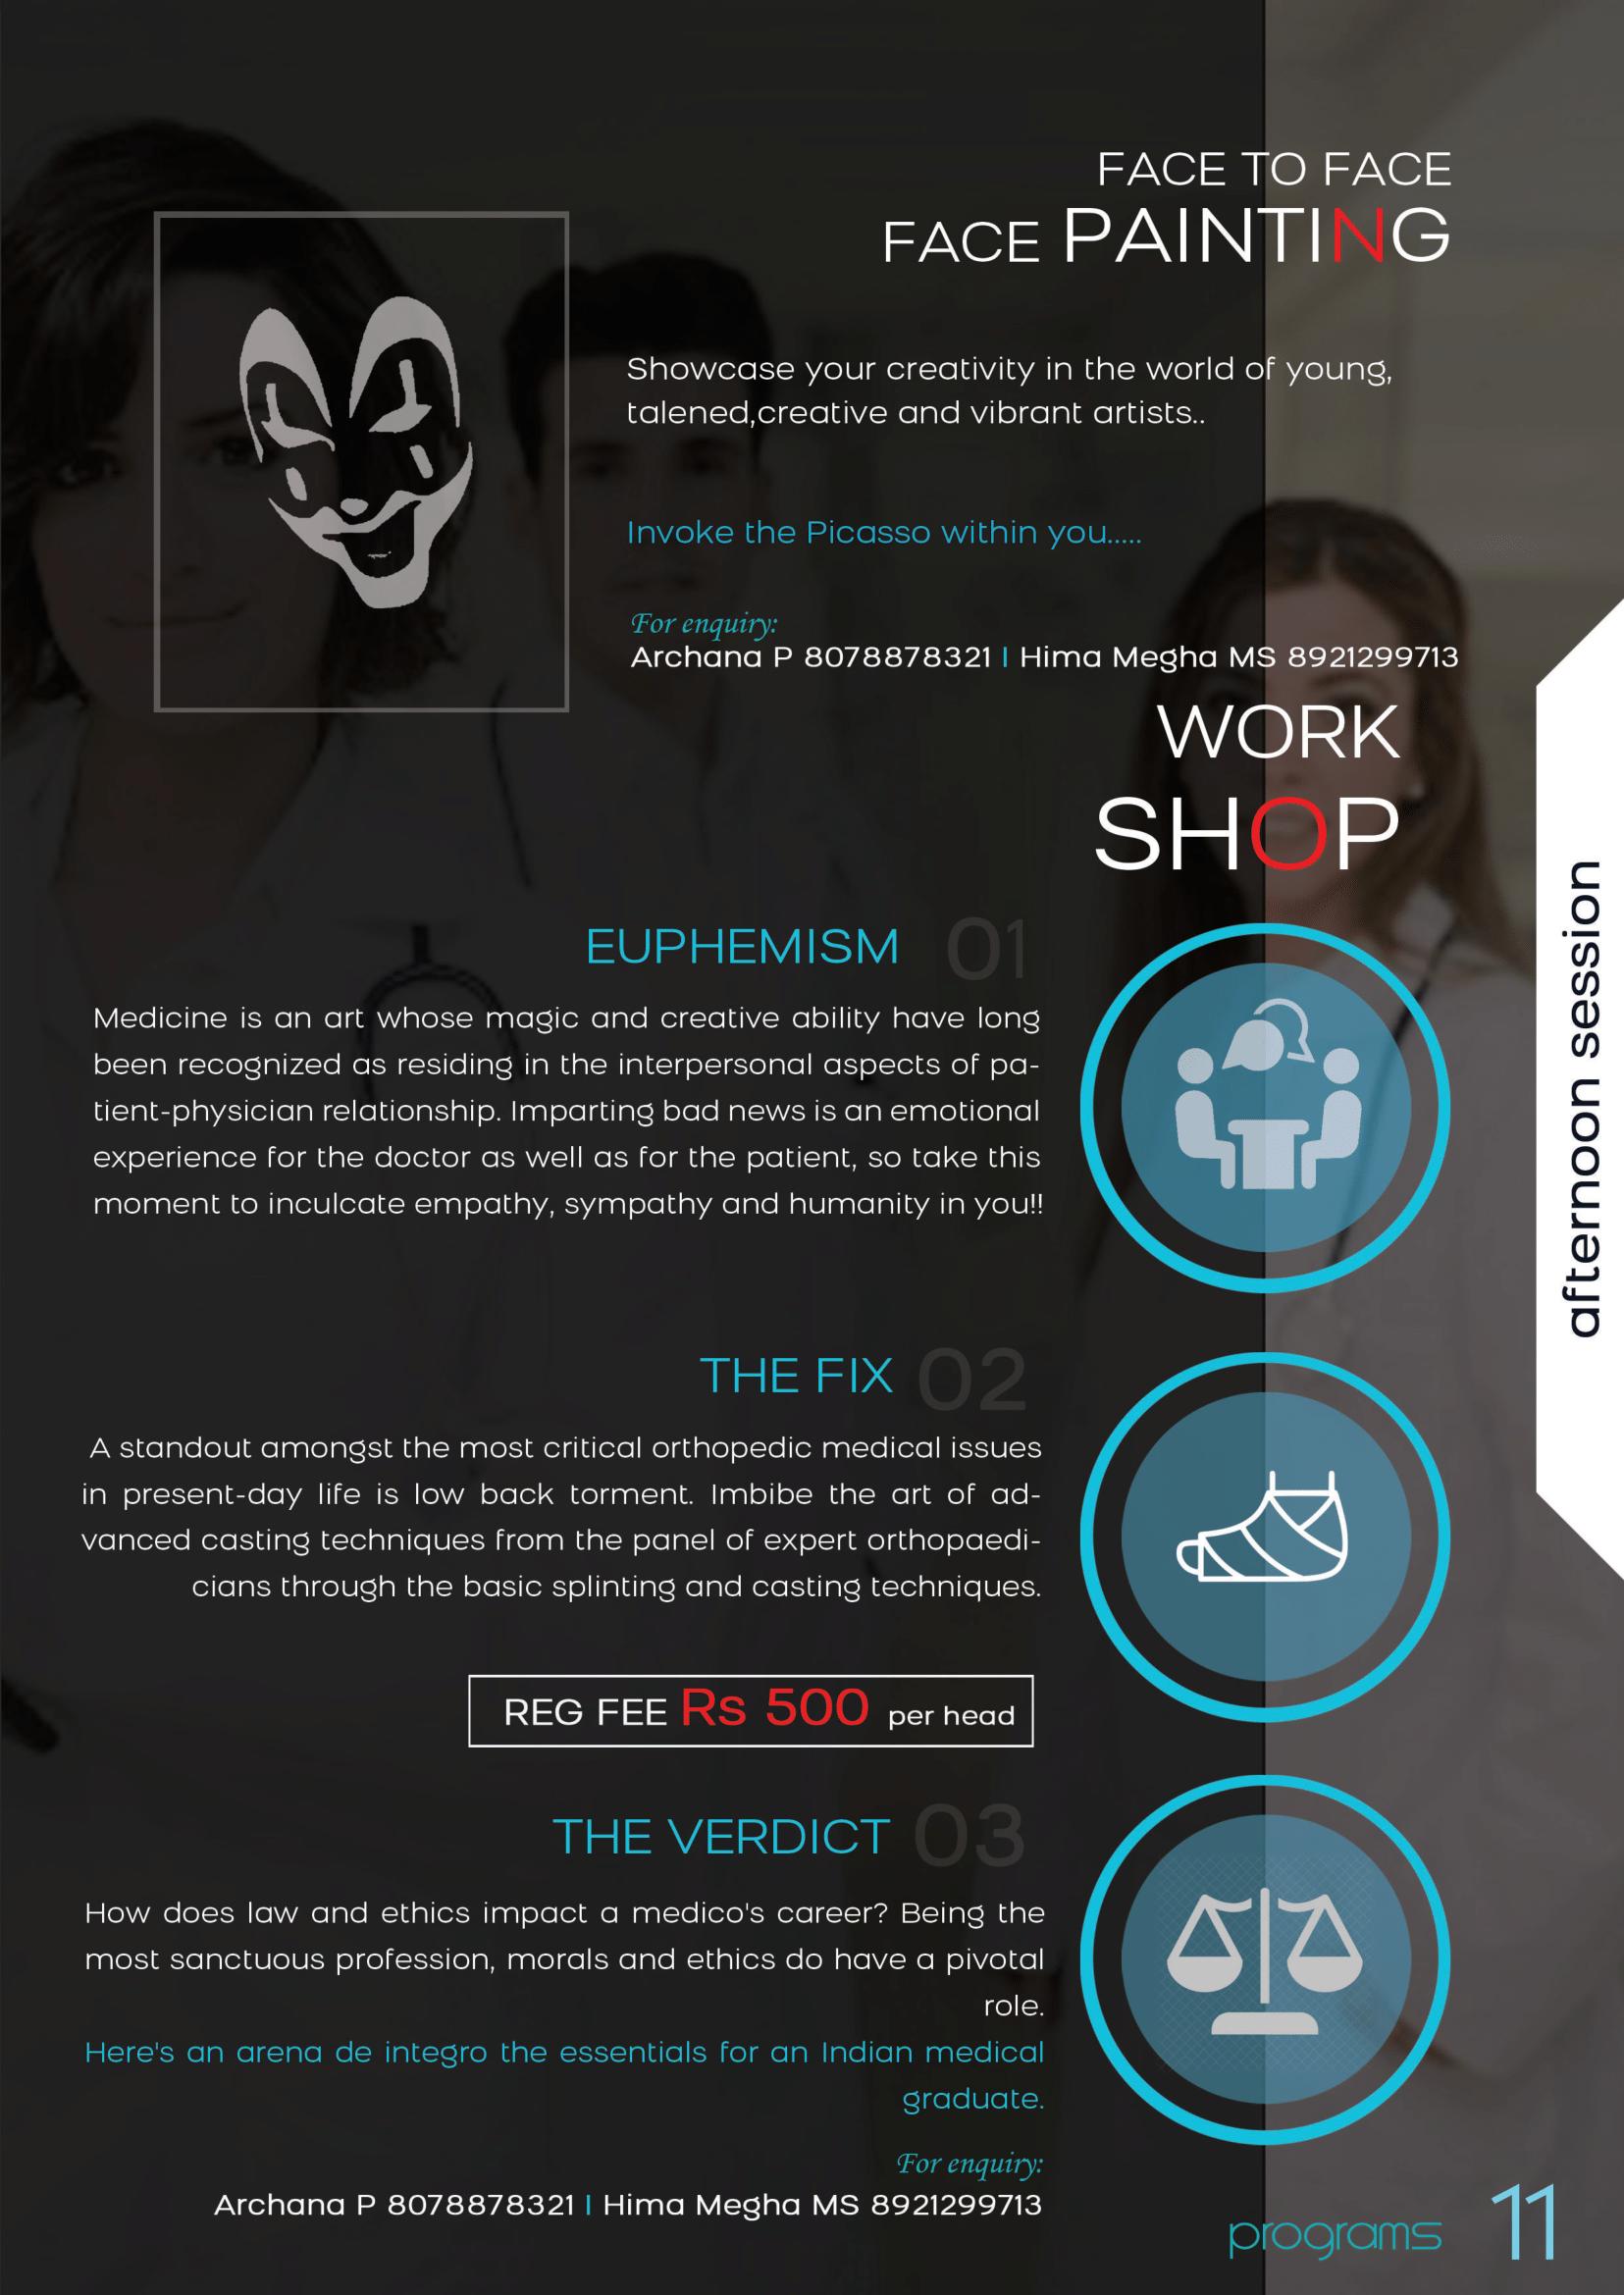 FACE TO FACE
FACE PAINTING
Showcase your creativity in the world of young,
talened,creative and vibrant artists..
Invoke the Picasso within you.....
For enquiry:
Archana P 8078878321 | Hima Megha MS 8921299713
WORK
SHOP
afternoon session
EUPHEMISM 01
Medicine is an art whose magic and creative ability have long
been recognized as residing in the interpersonal aspects of pa-
tient-physician relationship. Imparting bad news is an emotional
experience for the doctor as well as for the patient, so take this
moment to inculcate empathy, sympathy and humanity in you!!
THE FIX 02
A standout amongst the most critical orthopedic medical issues
in present-day life is low back torment. Imbibe the art of ad-
vanced casting techniques from the panel of expert orthopaedi-
cians through the basic splinting and casting techniques.
REG FEE Rs 500 per head
THE VERDICT 03
How does law and ethics impact a medico's career? Being the
most sanctuous profession, morals and ethics do have a pivotal
role.
Here's an arena de integro the essentials for an Indian medical
graduate.
For enquiry:
Archana P 8078878321 | Hima Megha MS 8921299713
programs 11